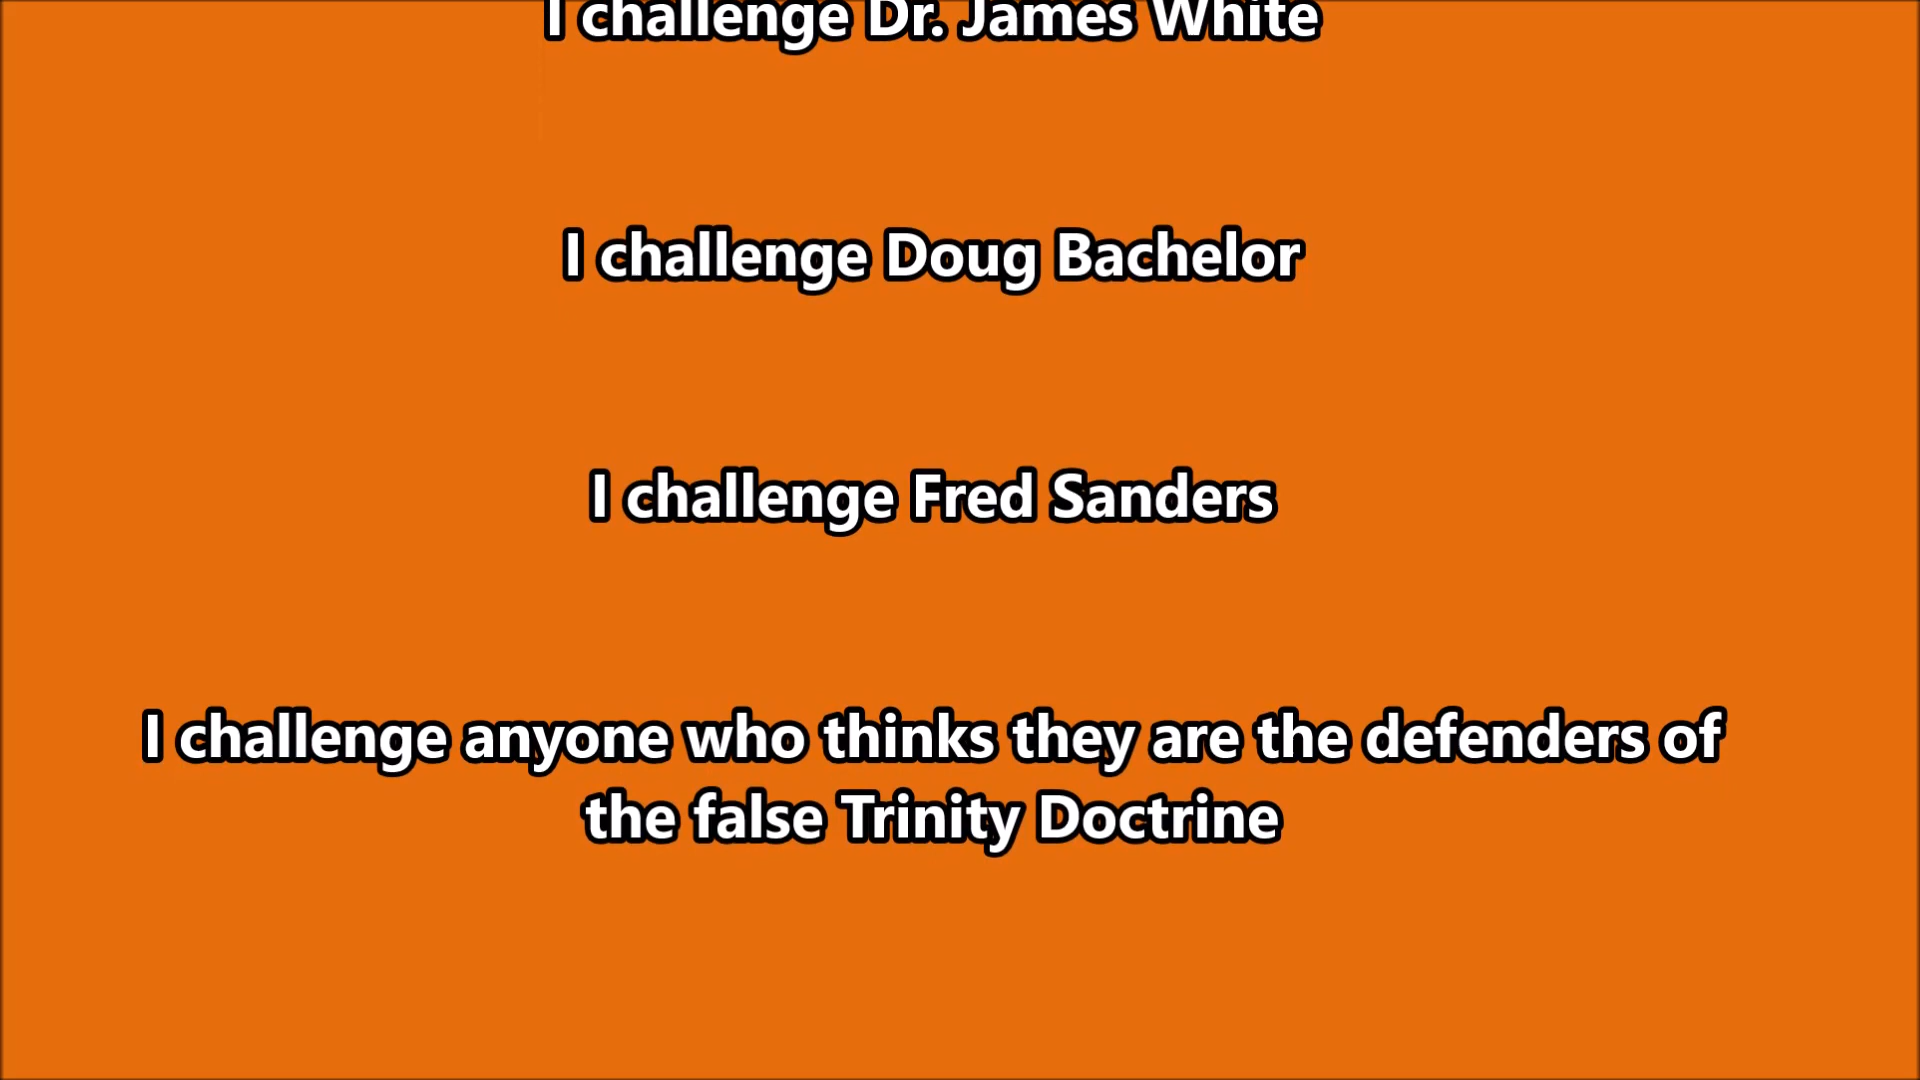 I challenge Dr. James White
I challenge Doug Bachelor
I challenge Fred Sanders
I challenge anyone who thinks they are the defenders of
the false Trinity Doctrine